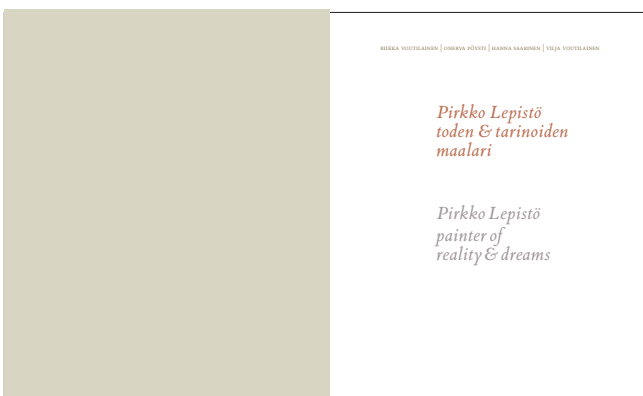 RIIKKA VOUTILAINEN | ONERVA PÖYSTI | HANNA SAARINEN | VILJA VOUTILAINEN
Pirkko Lepistö
toden & tarinoiden
maalari
Pirkko Lepistö
painter of
reality & dreams